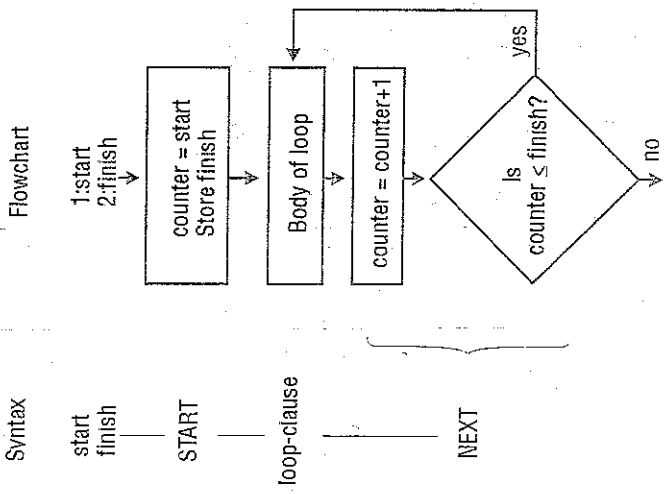 Syntax
start
finish
START
loop-clause
NEXT
Flowchart
1:start
2:finish
counter = start
Store finish
Body of loop
counter = counter+1
Is
counter ≤ finish?
yes
no